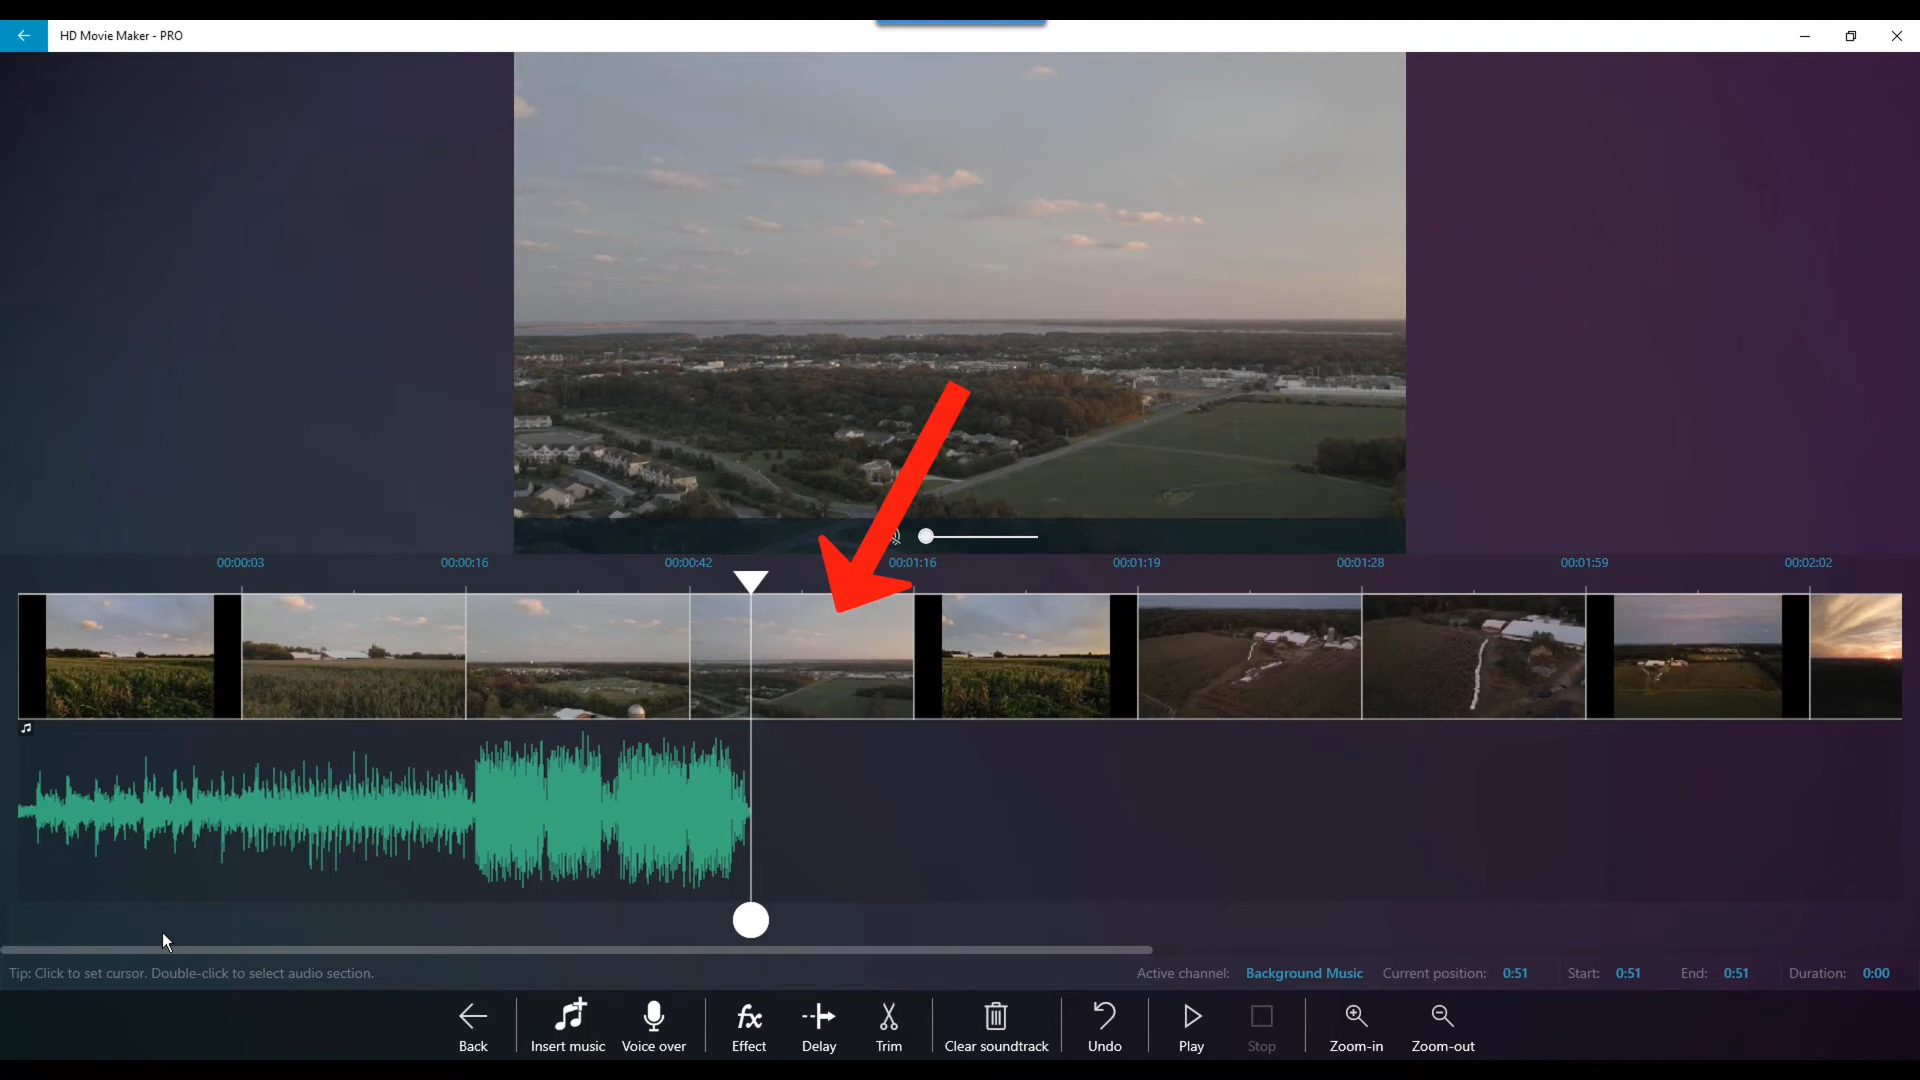 HD Movie Maker - PRO
00:00:03 00:00:16 00:00:42 00:01:16 00:01:19 00:01:28 00:01:59 00:02:02
Tip: Click to set cursor. Double-click to select audio section. Active channel: Background Music Current position: 0:51 Start: 0:51 End: 0:51 Duration: 0:00
Back Insert music Voice over fx Effect Delay Trim Clear soundtrack Undo Play Stop Zoom-in Zoom-out